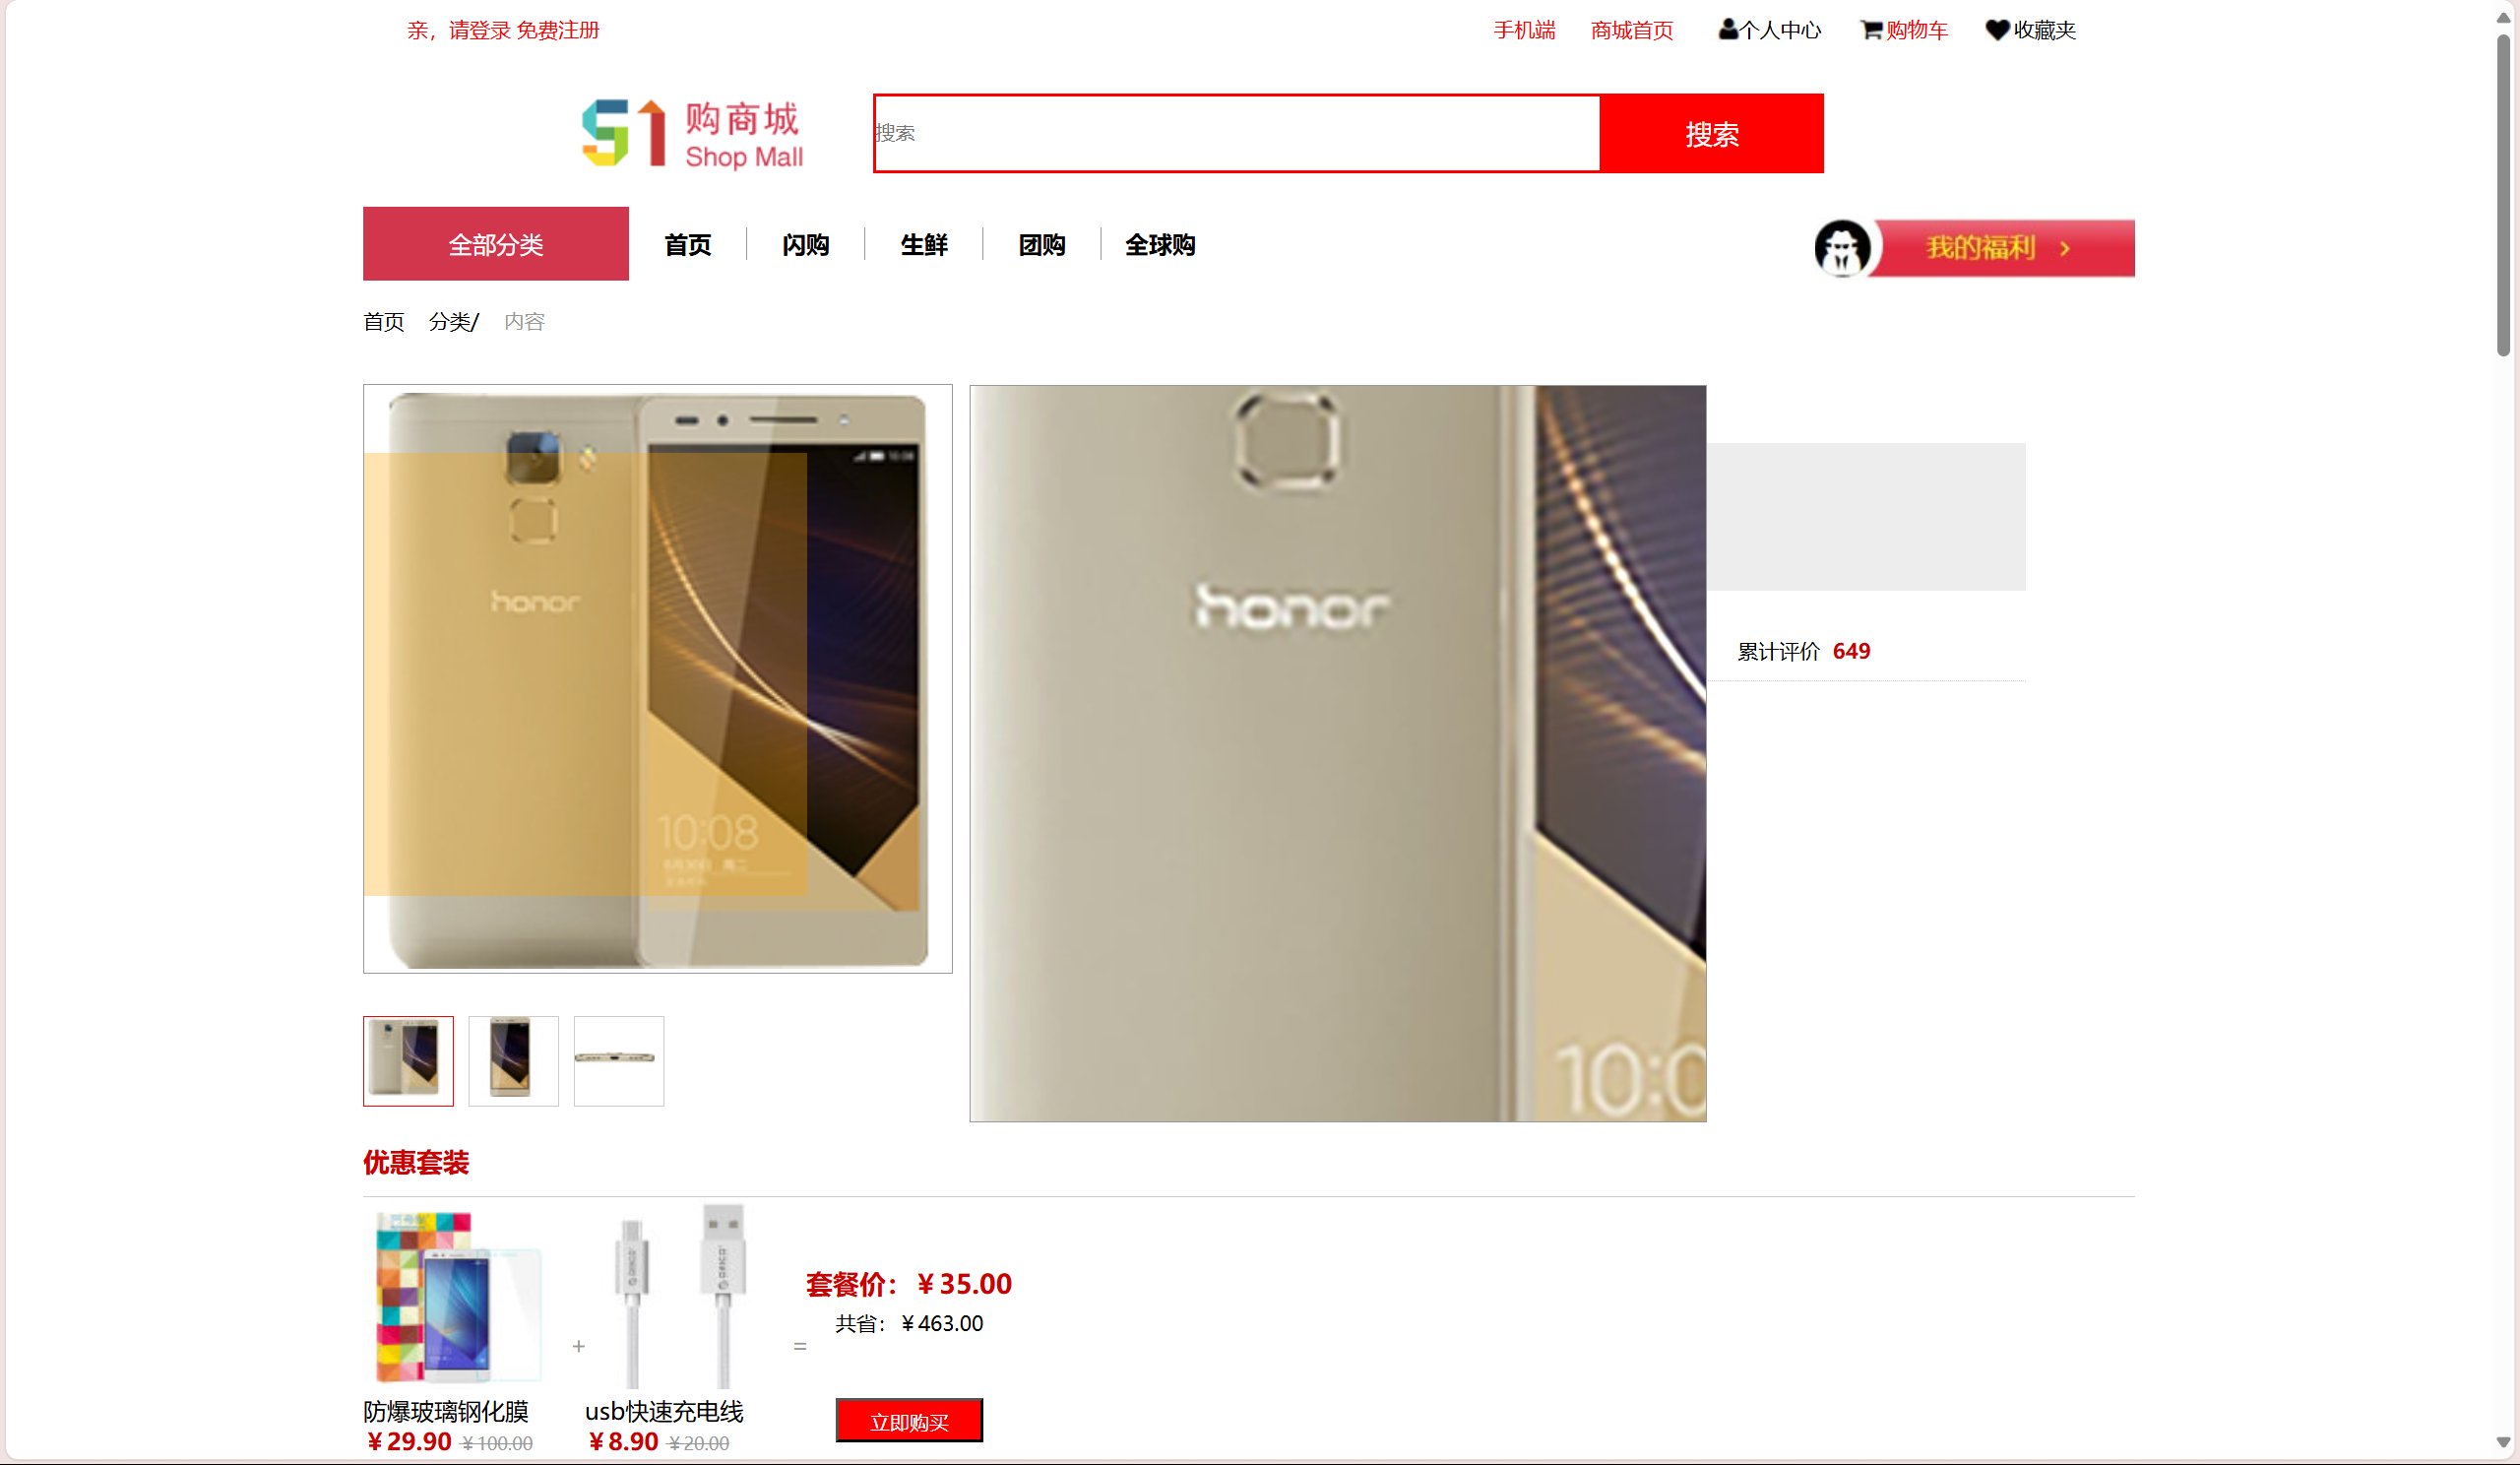 亲，请登录 免费注册
手机端 商城首页 个人中心 购物车 收藏夹
51 购商城
Shop Mall
搜索
搜索
全部分类 首页 闪购 生鲜 团购 全球购
我的福利 >
首页 分类/ 内容
10:08
honor
10:08
honor
10:0
累计评价 649
优惠套装
套餐价：￥35.00
共省：￥463.00
+ =
ORICO ORICO
防爆玻璃钢化膜 usb快速充电线 立即购买
￥29.90 ￥100.00 ￥8.90 ￥20.00